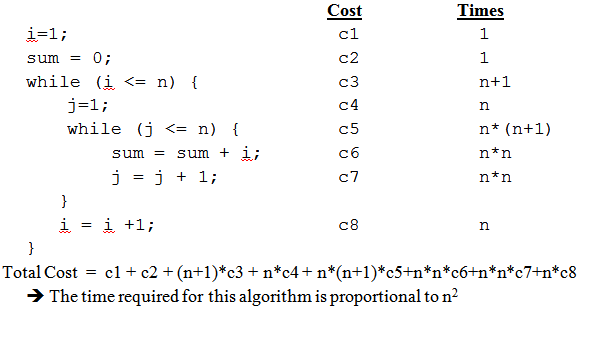 Cost Times
i=1; c1 1
sum = 0; c2 1
while (i <= n) { c3 n+1
j=1; c4 n
while (j <= n) { c5 n* (n+1)
sum = sum + i; c6 n*n
j = j + 1; c7 n*n
}
i = i +1; c8 n
}
Total Cost = c1 + c2 + (n+1)*c3 + n*c4 + n*(n+1)*c5+n*n*c6+n*n*c7+n*c8
➔ The time required for this algorithm is proportional to n²